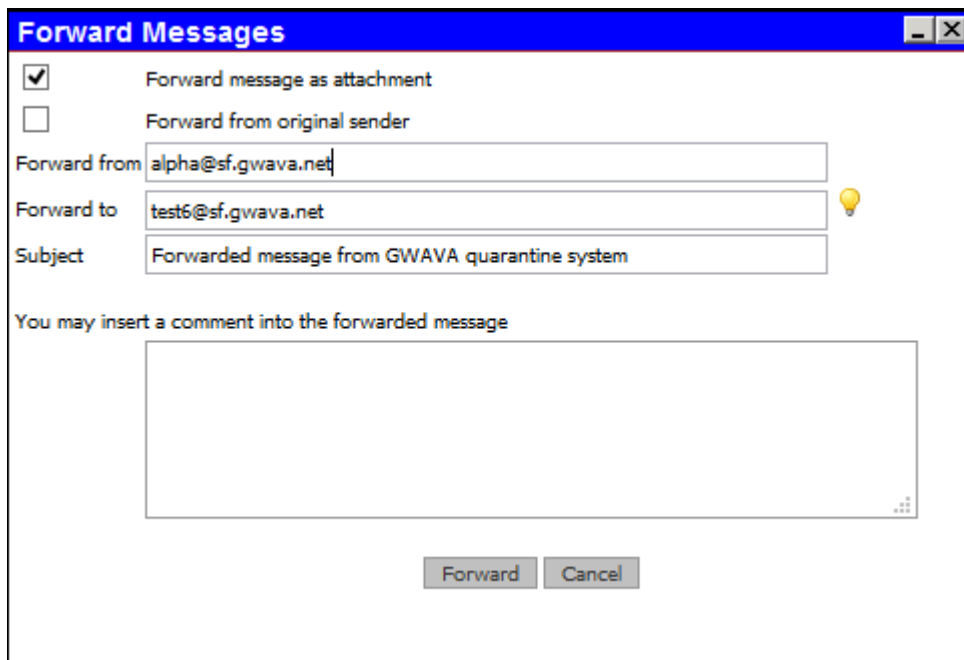 Forward Messages
Forward message as attachment
Forward from original sender
Forward from alpha@sf.gwava.net
Forward to test6@sf.gwava.net
Subject Forwarded message from GWAVA quarantine system
You may insert a comment into the forwarded message
Forward Cancel